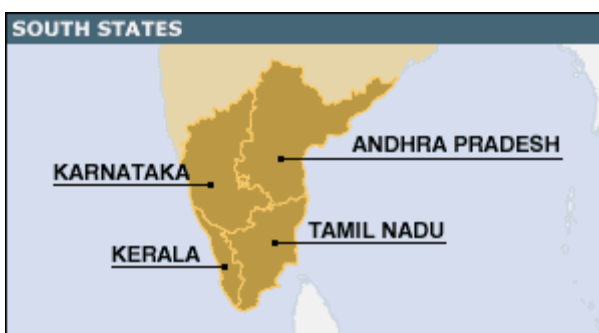 SOUTH STATES
ANDHRA PRADESH
KARNATAKA
TAMIL NADU
KERALA